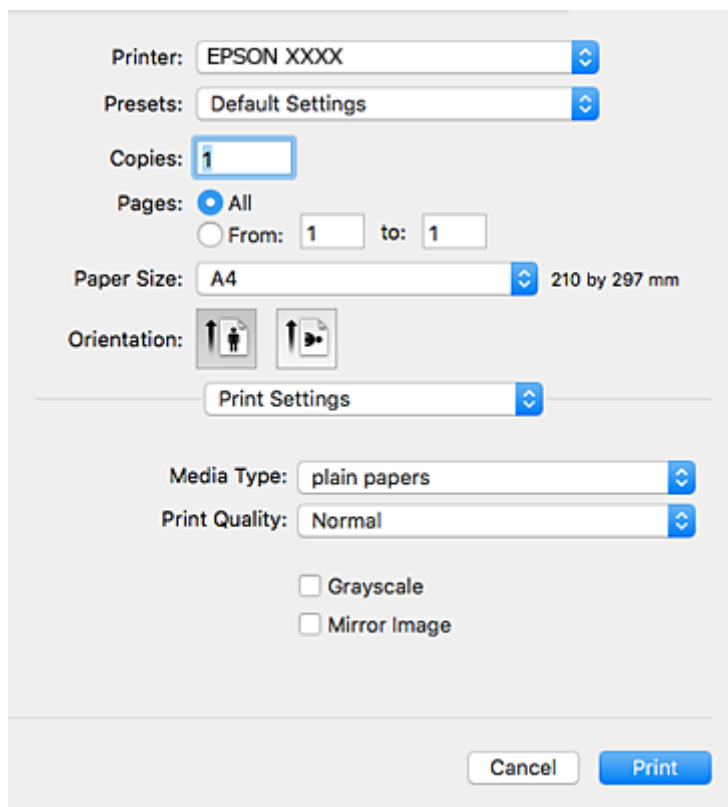 Printer: EPSON XXXX
Presets: Default Settings
Copies: 1
Pages: All
From: 1 to: 1
Paper Size: A4 210 by 297 mm
Orientation:
Print Settings
Media Type: plain papers
Print Quality: Normal
Grayscale
Mirror Image
Cancel Print